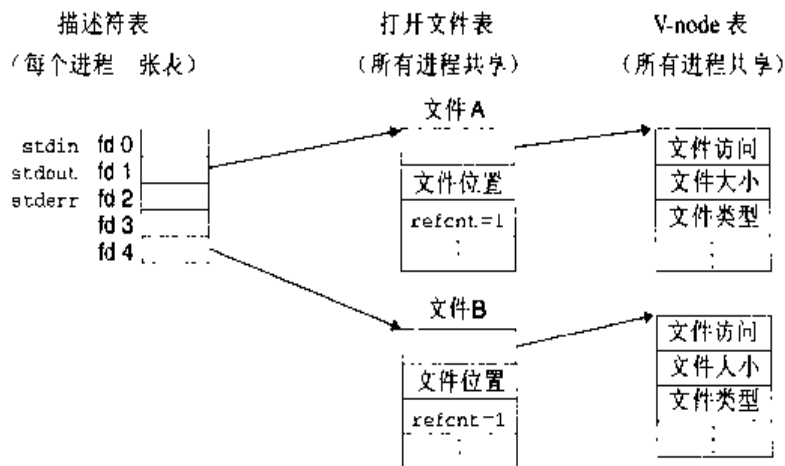 描述符表
（每个进程 张表）
打开文件表
（所有进程共享）
V-node 表
（所有进程共享）
stdin fd 0
stdout fd 1
stderr fd 2
fd 3
fd 4
文件A
文件位置
refcnt=1
文件访问
文件大小
文件类型
文件B
文件位置
refcnt=1
文件访问
文件大小
文件类型